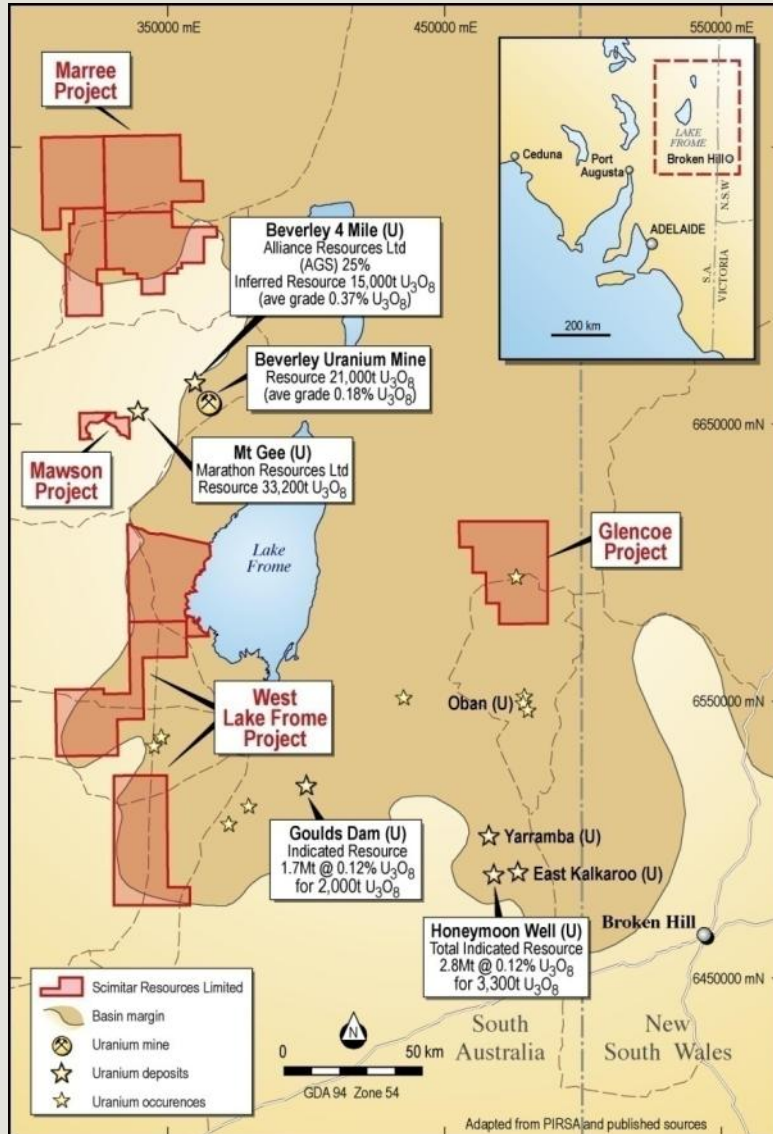 350000 mE
450000 mE
550000 mE
Marree
Project
LAKE
FROME
Ceduna
Port
Augusta
Broken Hill
N.S.W
ADELAIDE
S.A.
VICTORIA
200 km
Beverley 4 Mile (U)
Alliance Resources Ltd
(AGS) 25%
Inferred Resource 15,000t U₃O₈
(ave grade 0.37% U₃O₈)
Beverley Uranium Mine
Resource 21,000t U₃O₈
(ave grade 0.18% U₃O₈)
6650000 mN
Mawson
Project
Mt Gee (U)
Marathon Resources Ltd
Resource 33,200t U₃O₈
Glencoe
Project
Lake
Frome
West
Lake Frome
Project
Oban (U)
6550000 mN
Goulds Dam (U)
Indicated Resource
1.7Mt @ 0.12% U₃O₈
for 2,000t U₃O₈
Yarramba (U)
East Kalkaroo (U)
Honeymoon Well (U)
Total Indicated Resource
2.8Mt @ 0.12% U₃O₈
for 3,300t U₃O₈
Broken Hill
6450000 mN
Scimitar Resources Limited
Basin margin
Uranium mine
Uranium deposits
Uranium occurences
N
0
50 km
GDA 94 Zone 54
South
Australia
New
South Wales
Adapted from PIRSA and published sources